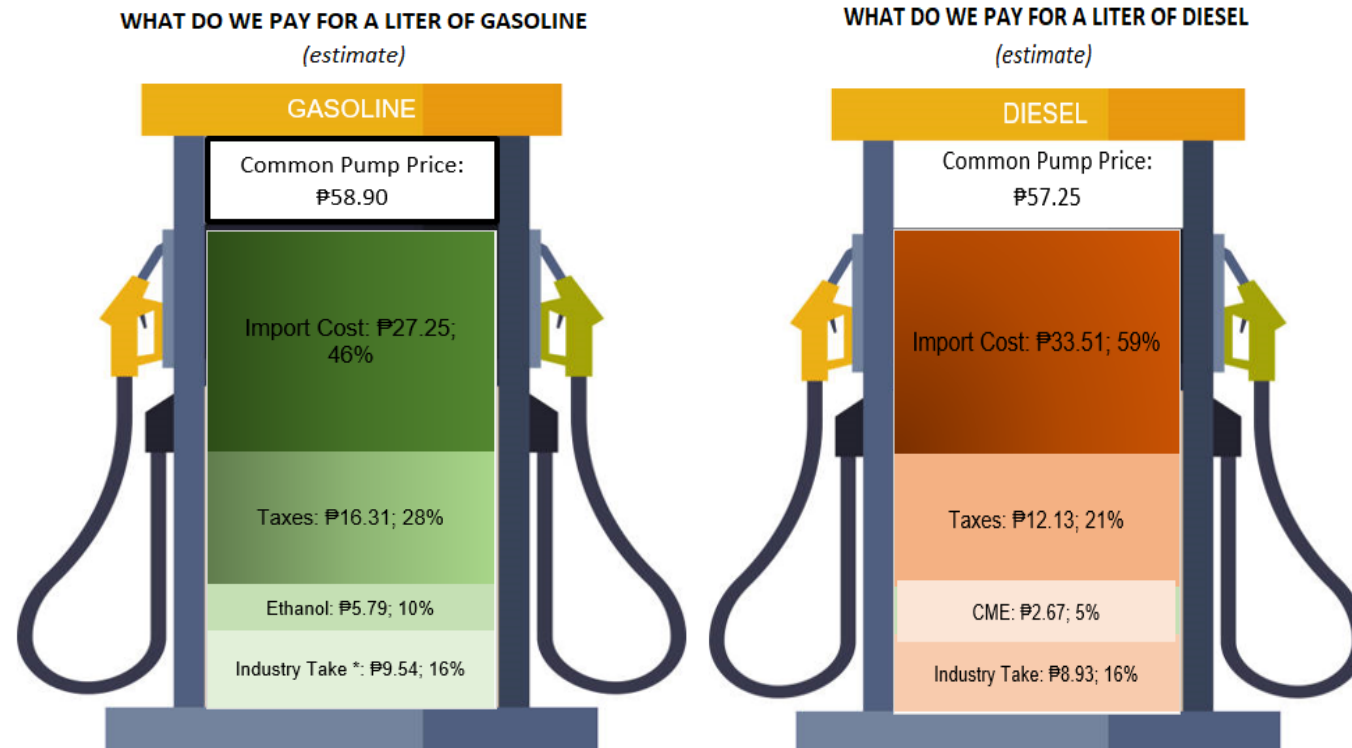 WHAT DO WE PAY FOR A LITER OF GASOLINE
(estimate)
GASOLINE
Common Pump Price:
₱58.90
Import Cost: ₱27.25;
46%
Taxes: ₱16.31; 28%
Ethanol: ₱5.79; 10%
Industry Take *: ₱9.54; 16%
WHAT DO WE PAY FOR A LITER OF DIESEL
(estimate)
DIESEL
Common Pump Price:
₱57.25
Import Cost: ₱33.51; 59%
Taxes: ₱12.13; 21%
CME: ₱2.67; 5%
Industry Take: ₱8.93; 16%